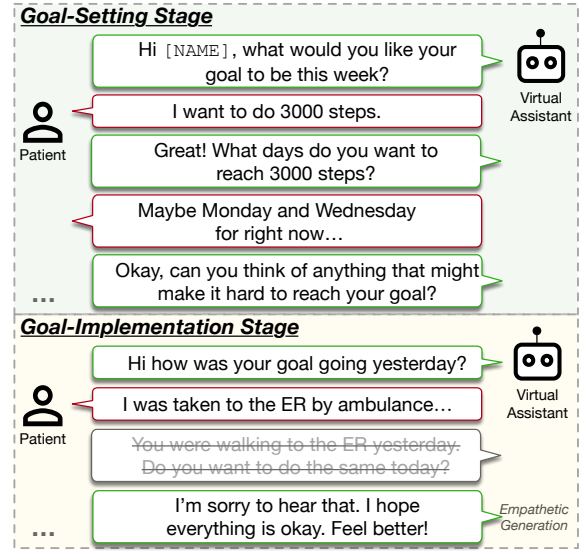 Goal-Setting Stage
Hi [NAME], what would you like your
goal to be this week?
Virtual
Assistant
I want to do 3000 steps.
Patient
Great! What days do you want to
reach 3000 steps?
Maybe Monday and Wednesday
for right now…
Okay, can you think of anything that might
make it hard to reach your goal?
...
Goal-Implementation Stage
Hi how was your goal going yesterday?
Virtual
Assistant
I was taken to the ER by ambulance…
Patient
You were walking to the ER yesterday.
Do you want to do the same today?
I'm sorry to hear that. I hope
everything is okay. Feel better!
Empathetic
Generation
...